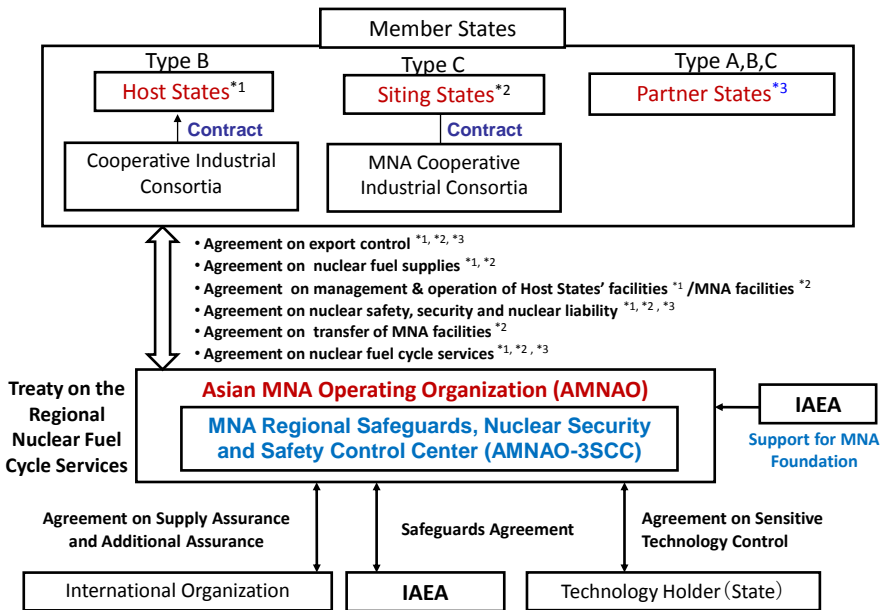 Member States
Type B
Type C
Type A,B,C
Host States*1
Siting States*2
Partner States*3
Contract
Contract
Cooperative Industrial
Consortia
MNA Cooperative
Industrial Consortia
• Agreement on export control *1, *2, *3
• Agreement on nuclear fuel supplies *1, *2
• Agreement on management & operation of Host States' facilities *1 /MNA facilities *2
• Agreement on nuclear safety, security and nuclear liability *1, *2 , *3
• Agreement on transfer of MNA facilities *2
• Agreement on nuclear fuel cycle services *1, *2 , *3
Treaty on the
Regional
Nuclear Fuel
Cycle Services
Asian MNA Operating Organization (AMNAO)
MNA Regional Safeguards, Nuclear Security
and Safety Control Center (AMNAO-3SCC)
IAEA
Support for MNA
Foundation
Agreement on Supply Assurance
and Additional Assurance
Safeguards Agreement
Agreement on Sensitive
Technology Control
International Organization
IAEA
Technology Holder（State）